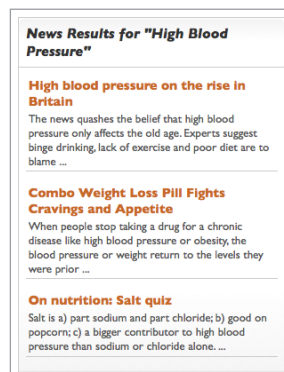 News Results for "High Blood
Pressure"
High blood pressure on the rise in
Britain
The news quashes the belief that high blood
pressure only affects the old age. Experts suggest
binge drinking, lack of exercise and poor diet are to
blame ...
Combo Weight Loss Pill Fights
Cravings and Appetite
When people stop taking a drug for a chronic
disease like high blood pressure or obesity, the
blood pressure or weight return to the levels they
were prior ...
On nutrition: Salt quiz
Salt is a) part sodium and part chloride; b) good on
popcorn; c) a bigger contributor to high blood
pressure than sodium or chloride alone. ...